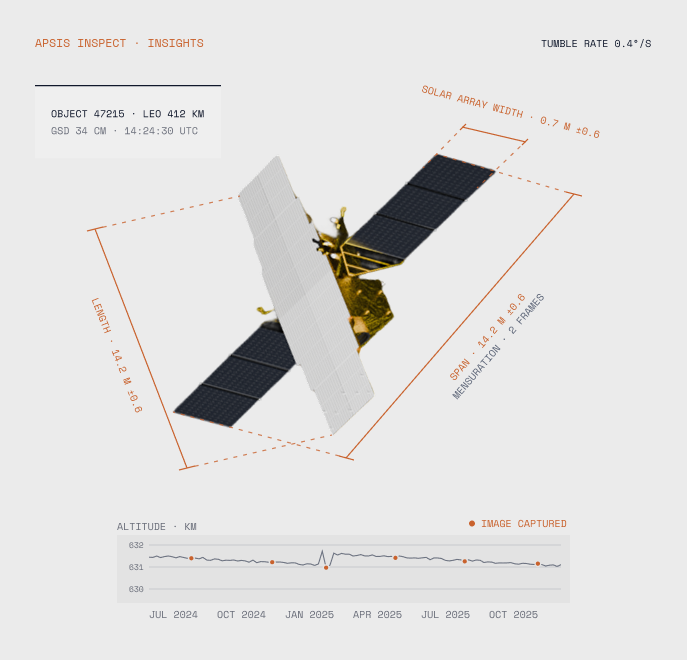 APSIS INSPECT · INSIGHTS
TUMBLE RATE 0.4°/S
OBJECT 47215 · LEO 412 KM
GSD 34 CM · 14:24:30 UTC
SOLAR ARRAY WIDTH · 0.7 M ±0.6
LENGTH · 14.2 M ±0.6
SPAN · 14.2 M ±0.6
MENSURATION · 2 FRAMES
ALTITUDE · KM
IMAGE CAPTURED
632
631
630
JUL 2024 OCT 2024 JAN 2025 APR 2025 JUL 2025 OCT 2025